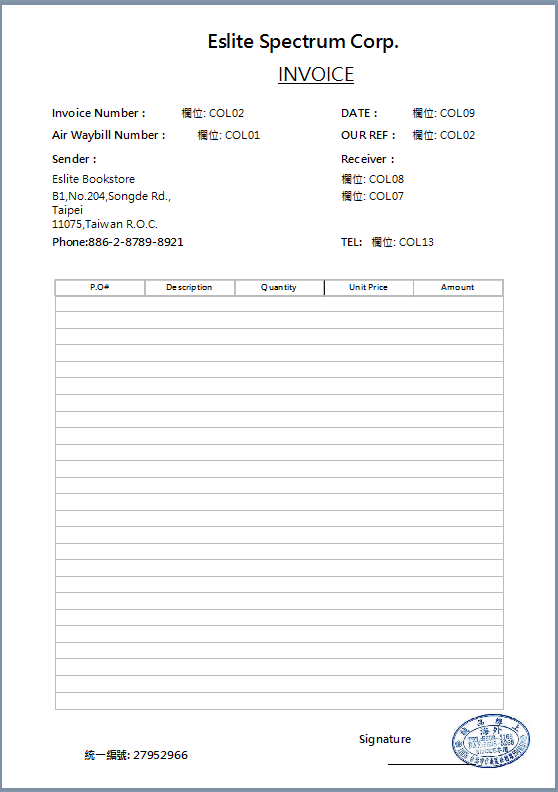 Eslite Spectrum Corp.
INVOICE
Invoice Number : 欄位: COL02 DATE : 欄位: COL09
Air Waybill Number : 欄位: COL01 OUR REF : 欄位: COL02
Sender : Receiver :
Eslite Bookstore 欄位: COL08
B1,No.204,Songde Rd., 欄位: COL07
Taipei
11075,Taiwan R.O.C.
Phone:886-2-8789-8921 TEL: 欄位: COL13
P.O# Description Quantity Unit Price Amount
海外
Signature
統一編號: 27952966